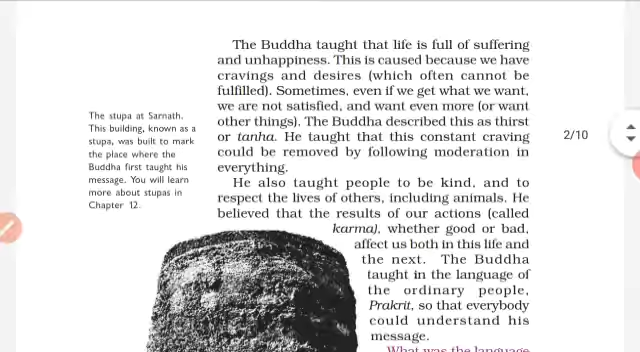 The Buddha taught that life is full of suffering
and unhappiness. This is caused because we have
cravings and desires (which often cannot be
fulfilled). Sometimes, even if we get what we want,
we are not satisfied, and want even more (or want
other things). The Buddha described this as thirst
or tanha. He taught that this constant craving
could be removed by following moderation in
everything.
He also taught people to be kind, and to
respect the lives of others, including animals. He
believed that the results of our actions (called
karma), whether good or bad,
affect us both in this life and
the next. The Buddha
taught in the language of
the ordinary people,
Prakrit, so that everybody
could understand his
message.
What was the language
The stupa at Sarnath.
This building, known as a
stupa, was built to mark
the place where the
Buddha first taught his
message. You will learn
more about stupas in
Chapter 12.
2/10